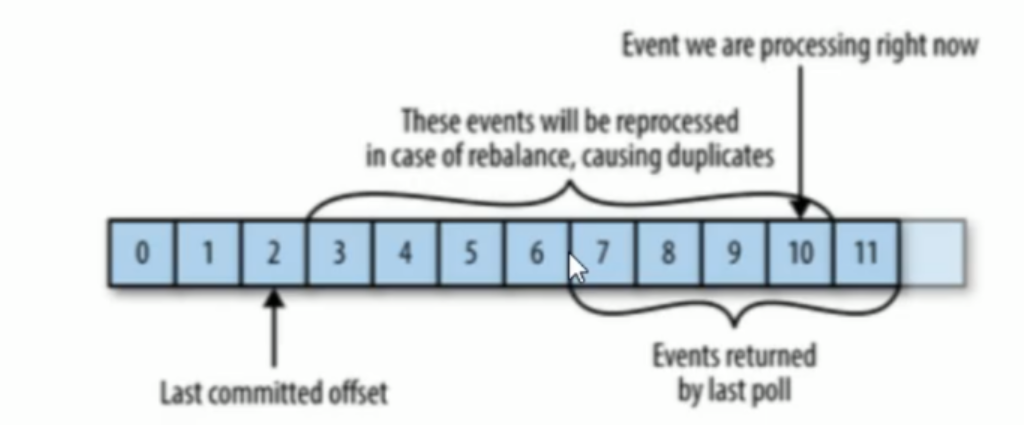 Event we are processing right now
These events will be reprocessed
in case of rebalance, causing duplicates
0 1 2 3 4 5 6 7 8 9 10 11
Last committed offset
Events returned
by last poll